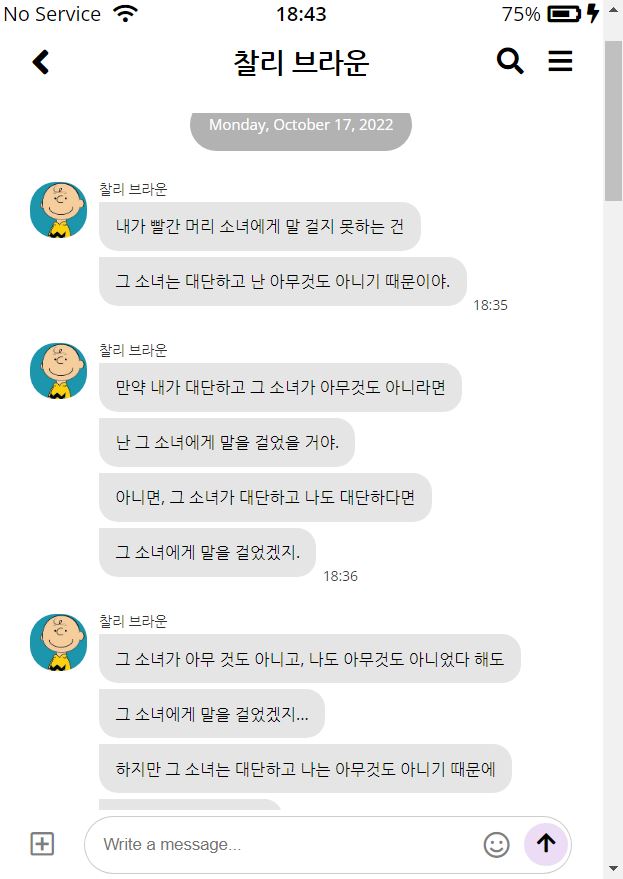 No Service
18:43
75%
찰리 브라운
Monday, October 17, 2022
찰리 브라운
내가 빨간 머리 소녀에게 말 걸지 못하는 건
그 소녀는 대단하고 난 아무것도 아니기 때문이야.
18:35
찰리 브라운
만약 내가 대단하고 그 소녀가 아무것도 아니라면
난 그 소녀에게 말을 걸었을 거야.
아니면, 그 소녀가 대단하고 나도 대단하다면
그 소녀에게 말을 걸었겠지.
18:36
찰리 브라운
그 소녀가 아무 것도 아니고, 나도 아무것도 아니었다 해도
그 소녀에게 말을 걸었겠지...
하지만 그 소녀는 대단하고 나는 아무것도 아니기 때문에
Write a message...